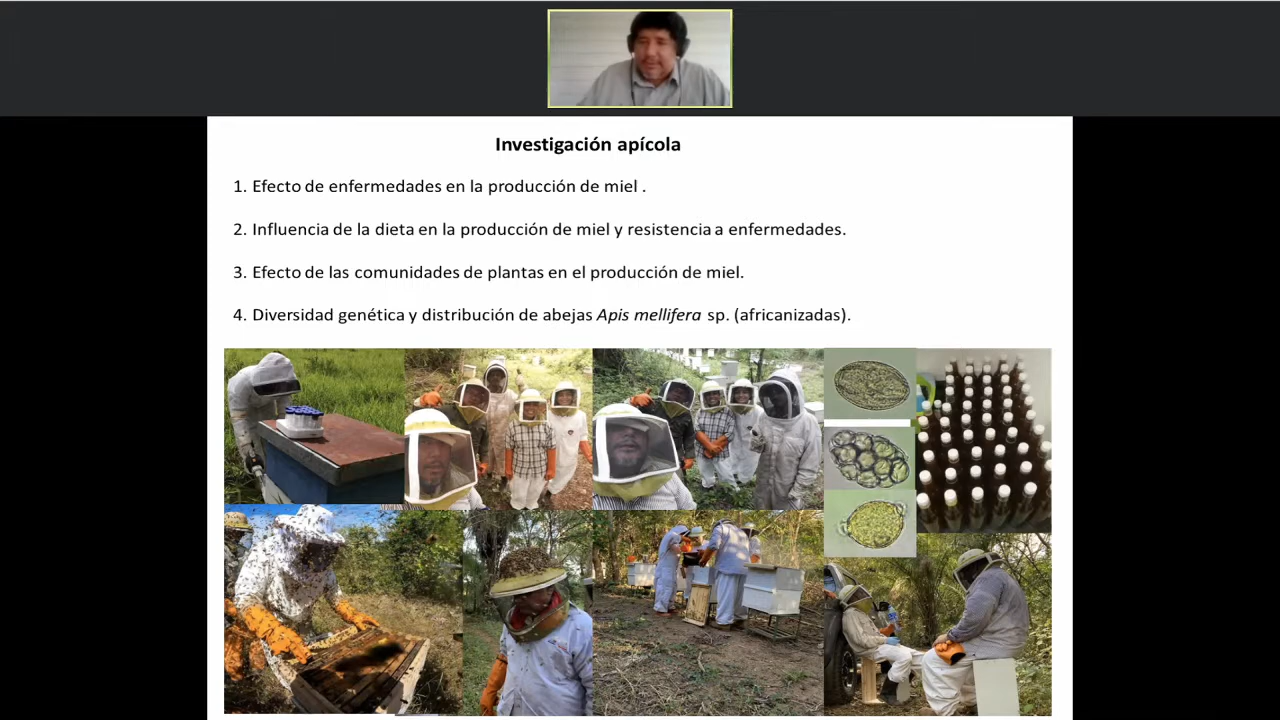 Investigación apícola
1. Efecto de enfermedades en la producción de miel .
2. Influencia de la dieta en la producción de miel y resistencia a enfermedades.
3. Efecto de las comunidades de plantas en el producción de miel.
4. Diversidad genética y distribución de abejas Apis mellifera sp. (africanizadas).